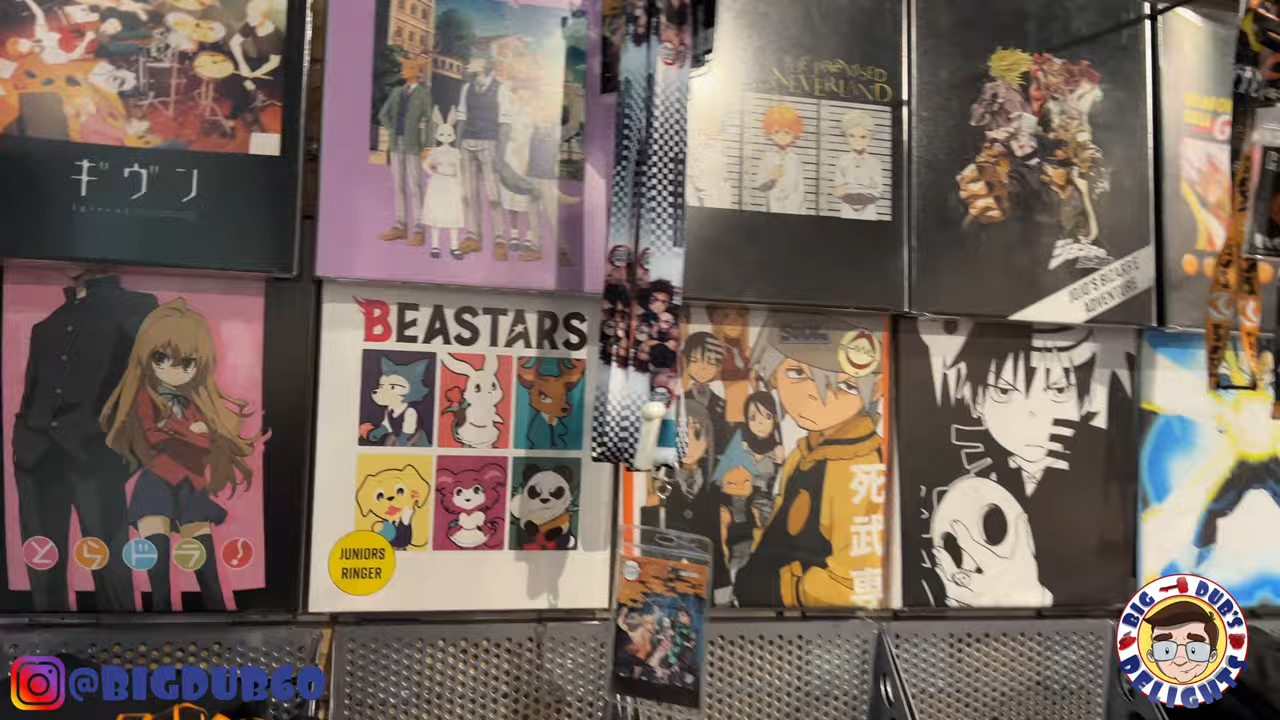 ギヴン
THE PROMISED
NEVERLAND
JOJO'S BIZARRE
ADVENTURE
BEASTARS
JUNIORS
RINGER
とらドラ!
死武専
@BIGDUB60
BIG DUB'S
DELIGHTS